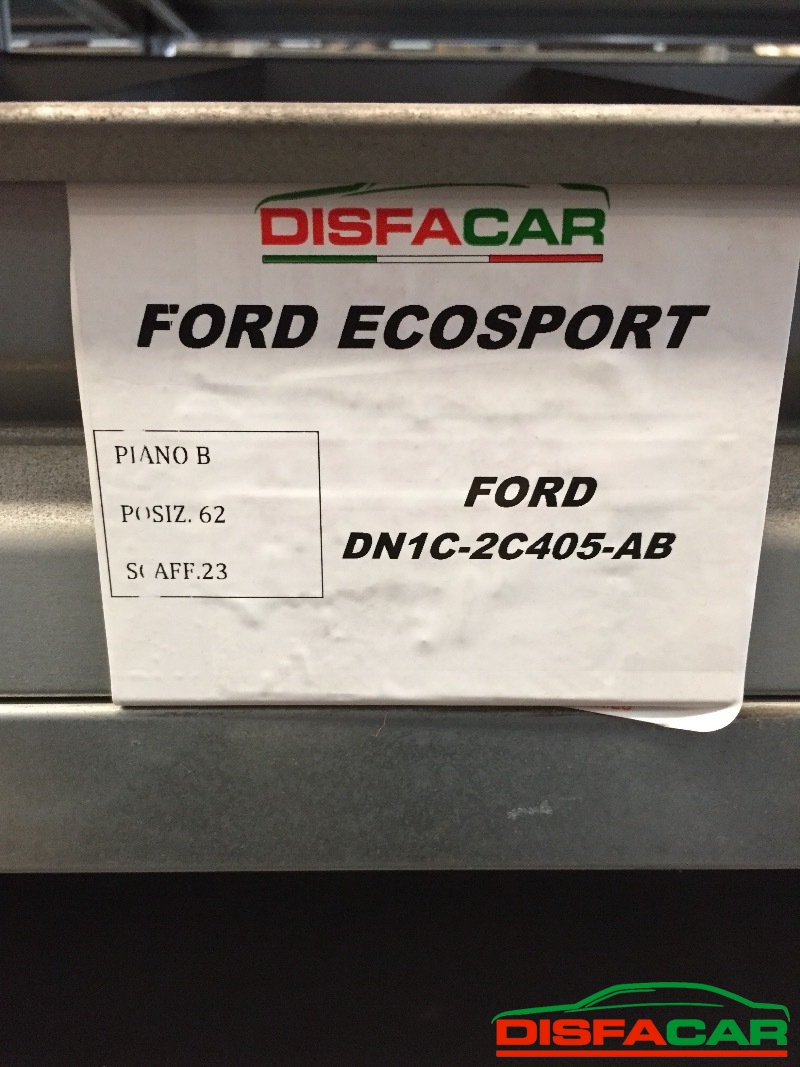 DISFACAR
FORD ECOSPORT
PIANO B
POSIZ. 62
SCAFF.23
FORD
DN1C-2C405-AB
DISFACAR